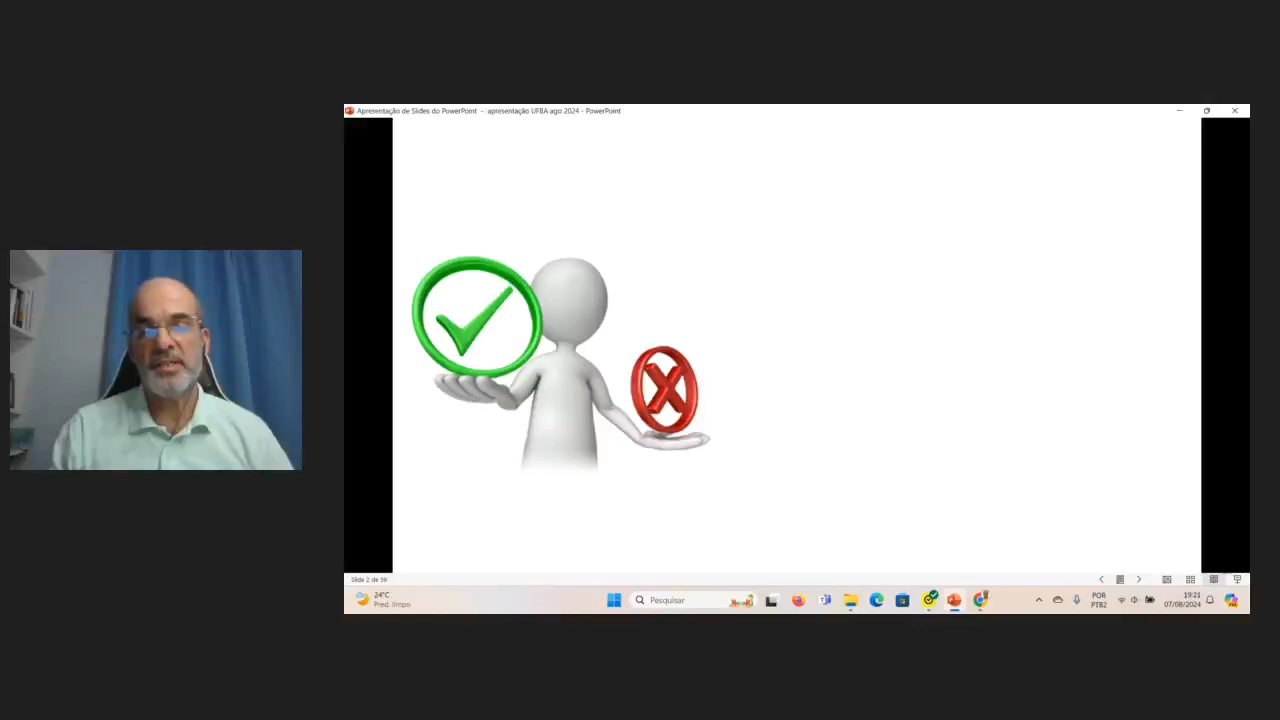 Apresentação de Slides do PowerPoint - apresentação UFBA ago 2024 - PowerPoint
Slide 2 de 59
24°C
Pred. limpo
Pesquisar
POR
PTB2
19:21
07/08/2024